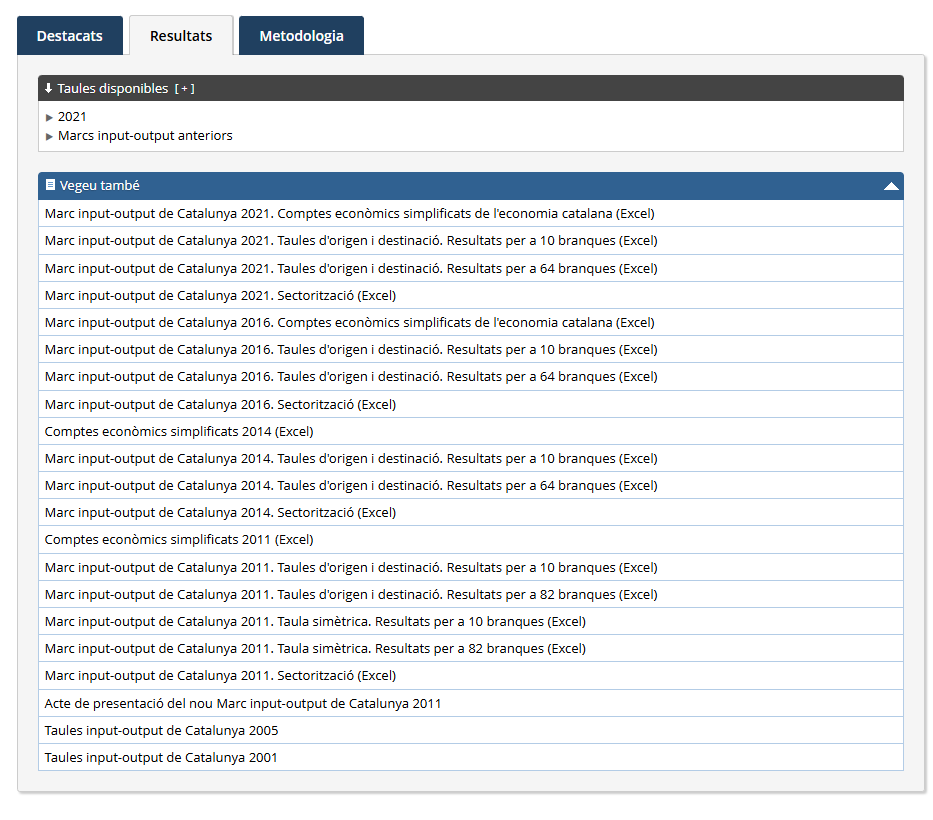 Destacats
Resultats
Metodologia
Taules disponibles [+]
2021
Marcs input-output anteriors
Vegeu també
Marc input-output de Catalunya 2021. Comptes econòmics simplificats de l'economia catalana (Excel)
Marc input-output de Catalunya 2021. Taules d'origen i destinació. Resultats per a 10 branques (Excel)
Marc input-output de Catalunya 2021. Taules d'origen i destinació. Resultats per a 64 branques (Excel)
Marc input-output de Catalunya 2021. Sectorització (Excel)
Marc input-output de Catalunya 2016. Comptes econòmics simplificats de l'economia catalana (Excel)
Marc input-output de Catalunya 2016. Taules d'origen i destinació. Resultats per a 10 branques (Excel)
Marc input-output de Catalunya 2016. Taules d'origen i destinació. Resultats per a 64 branques (Excel)
Marc input-output de Catalunya 2016. Sectorització (Excel)
Comptes econòmics simplificats 2014 (Excel)
Marc input-output de Catalunya 2014. Taules d'origen i destinació. Resultats per a 10 branques (Excel)
Marc input-output de Catalunya 2014. Taules d'origen i destinació. Resultats per a 64 branques (Excel)
Marc input-output de Catalunya 2014. Sectorització (Excel)
Comptes econòmics simplificats 2011 (Excel)
Marc input-output de Catalunya 2011. Taules d'origen i destinació. Resultats per a 10 branques (Excel)
Marc input-output de Catalunya 2011. Taules d'origen i destinació. Resultats per a 82 branques (Excel)
Marc input-output de Catalunya 2011. Taula simètrica. Resultats per a 10 branques (Excel)
Marc input-output de Catalunya 2011. Taula simètrica. Resultats per a 82 branques (Excel)
Marc input-output de Catalunya 2011. Sectorització (Excel)
Acte de presentació del nou Marc input-output de Catalunya 2011
Taules input-output de Catalunya 2005
Taules input-output de Catalunya 2001